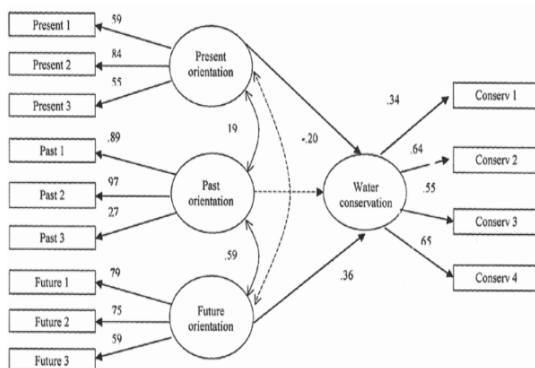 Present 1
.59
Present 2
.84
Present 3
.55
Present
orientation
Past 1
.89
Past 2
97
Past 3
27
Past
orientation
Future 1
.79
Future 2
.75
Future 3
.59
Future
orientation
19
.59
-.20
.36
Water
conservation
.34
Conserv 1
.64
Conserv 2
.55
Conserv 3
.65
Conserv 4